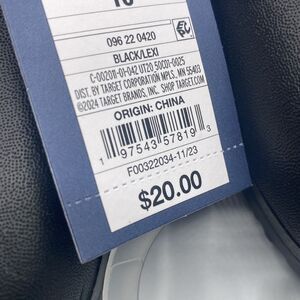 096 22 0420
BLACK/LEXI
C-002011-01-042 UT20 50C01-0025
DIST. BY TARGET CORPORATION MPLS, MN 55403
©2024 TARGET BRANDS, INC. SHOP TARGET.COM
ORIGIN: CHINA
1 97543 57819 3
F00322034-11/23
$20.00